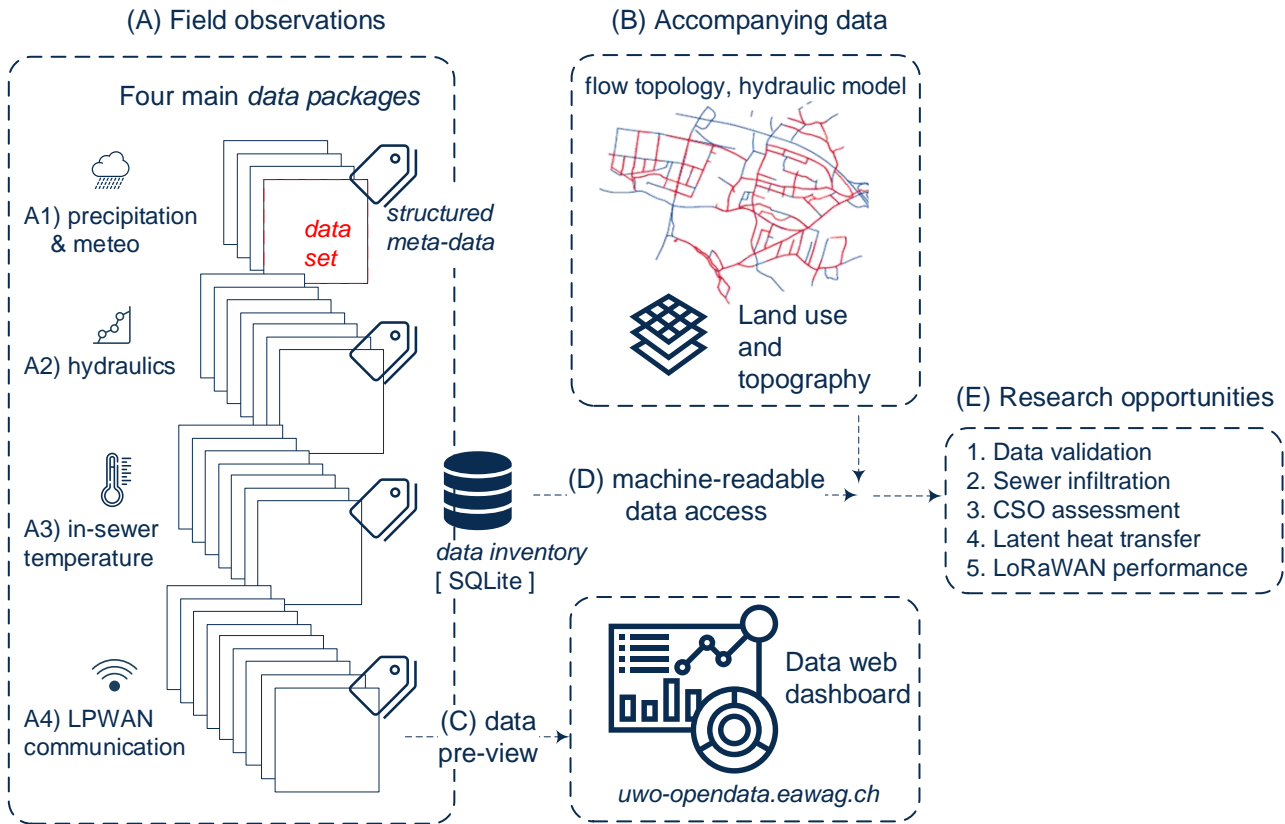 (A) Field observations
Four main data packages
A1) precipitation
& meteo
data
set
structured
meta-data
A2) hydraulics
A3) in-sewer
temperature
A4) LPWAN
communication
data inventory
[ SQLite ]
(B) Accompanying data
flow topology, hydraulic model
Land use
and
topography
(D) machine-readable
data access
(C) data
pre-view
Data web
dashboard
uwo-opendata.eawag.ch
(E) Research opportunities
1. Data validation
2. Sewer infiltration
3. CSO assessment
4. Latent heat transfer
5. LoRaWAN performance